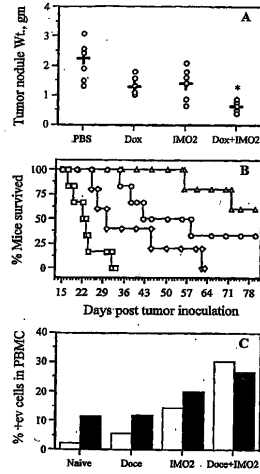 Tumor nodule Wt., gm
4
3
2
1
0
A
*
PBS
Dox
IMO2
Dox+IMO2
% Mice survived
100
75
50
25
0
B
15 22 29 36 43 50 57 64 71 78
Days post tumor inoculation
% +ev cells in PBMC
40
30
20
10
0
C
Naive
Doce
IMO2
Doce+IMO2